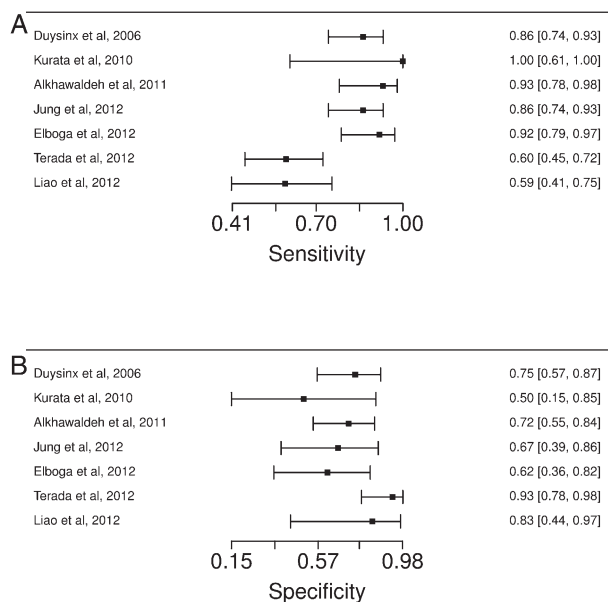 A
Duysinx et al, 2006 0.86 [0.74, 0.93]
Kurata et al, 2010 1.00 [0.61, 1.00]
Alkhawaldeh et al, 2011 0.93 [0.78, 0.98]
Jung et al, 2012 0.86 [0.74, 0.93]
Elboga et al, 2012 0.92 [0.79, 0.97]
Terada et al, 2012 0.60 [0.45, 0.72]
Liao et al, 2012 0.59 [0.41, 0.75]
0.41 0.70 1.00
Sensitivity
B
Duysinx et al, 2006 0.75 [0.57, 0.87]
Kurata et al, 2010 0.50 [0.15, 0.85]
Alkhawaldeh et al, 2011 0.72 [0.55, 0.84]
Jung et al, 2012 0.67 [0.39, 0.86]
Elboga et al, 2012 0.62 [0.36, 0.82]
Terada et al, 2012 0.93 [0.78, 0.98]
Liao et al, 2012 0.83 [0.44, 0.97]
0.15 0.57 0.98
Specificity